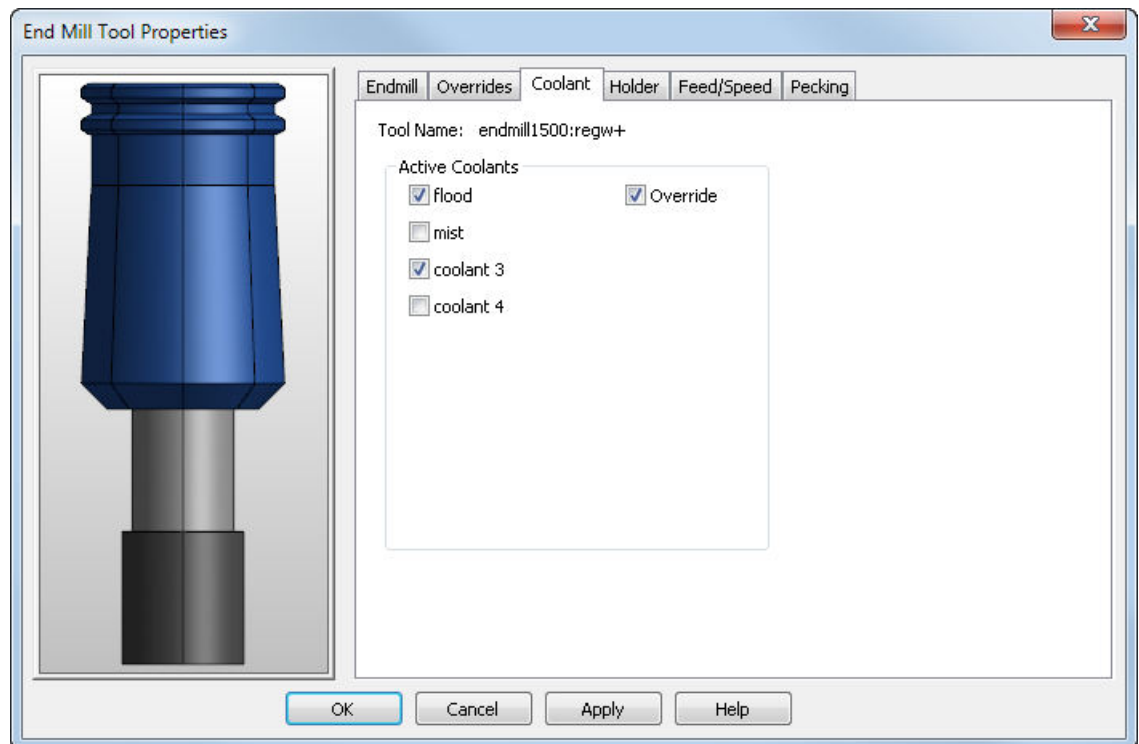 End Mill Tool Properties
Endmill Overrides Coolant Holder Feed/Speed Pecking
Tool Name: endmill1500:regw+
Active Coolants
flood Override
mist
coolant 3
coolant 4
OK Cancel Apply Help